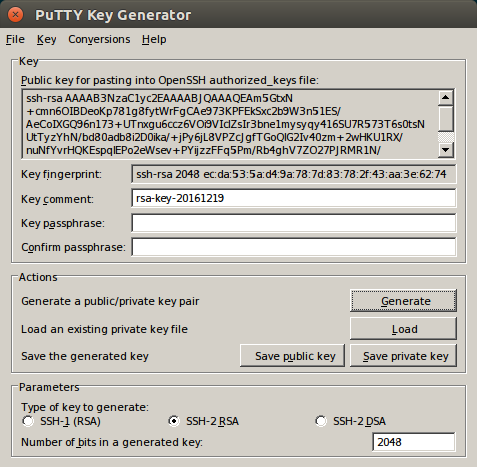 PuTTY Key Generator
File Key Conversions Help
Key
Public key for pasting into OpenSSH authorized_keys file:
ssh-rsa AAAAB3NzaC1yc2EAAAABJQAAAQEAm5GtxN
+cmn6OIBDeoKp781g8fytWrFgCAe973KPFEkSxc2b9W3n51ES/
AeCoIXGQ96n173+UTnxgu6ccz6VOl9VIdZsIr3bne1mysyqy416SU7R573T6s0tsN
UtTyzYhN/bd80adb8i2D0ika/+jPy6jL8VPZcJgfTGoQlG2Iv40zm+2wHKU1RX/
nuNfYvrHQKEspqlEPo2eWsev+PYijzzFFq5Pm/Rb4ghV7ZO27PJRMR1N/
Key fingerprint: ssh-rsa 2048 ec:da:53:5a:d4:9a:78:7d:83:78:2f:43:aa:3e:62:74
Key comment: rsa-key-20161219
Key passphrase:
Confirm passphrase:
Actions
Generate a public/private key pair Generate
Load an existing private key file Load
Save the generated key Save public key Save private key
Parameters
Type of key to generate:
SSH-1 (RSA) SSH-2 RSA SSH-2 DSA
Number of bits in a generated key: 2048